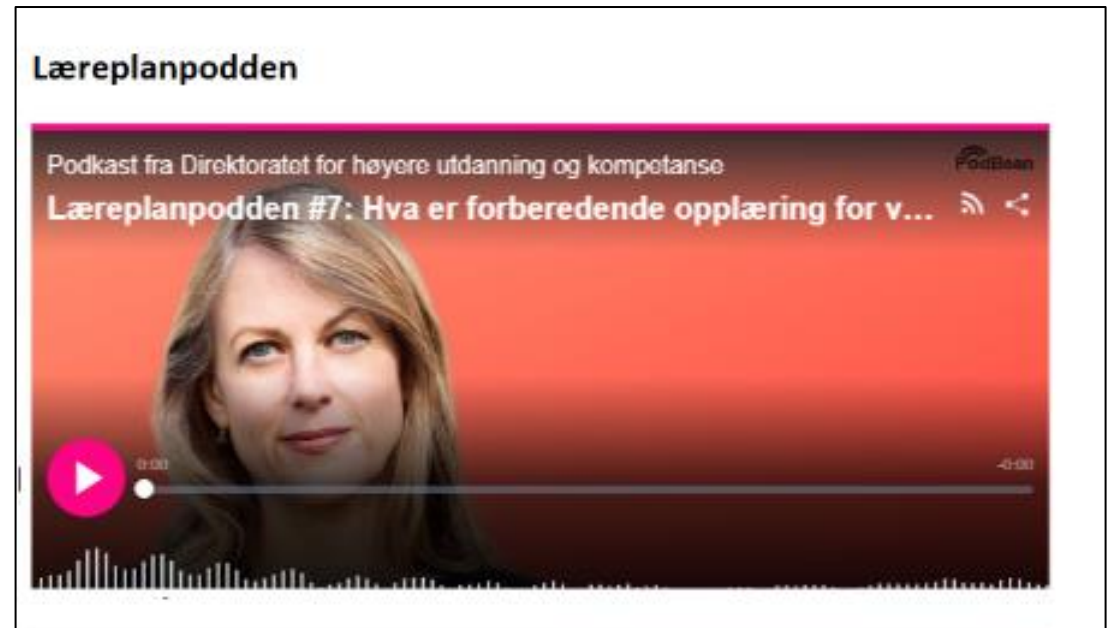 Læreplanpodden
Podkast fra Direktoratet for høyere utdanning og kompetanse
PodBean
Læreplanpodden #7: Hva er forberedende opplæring for v...
0:00
-0:00